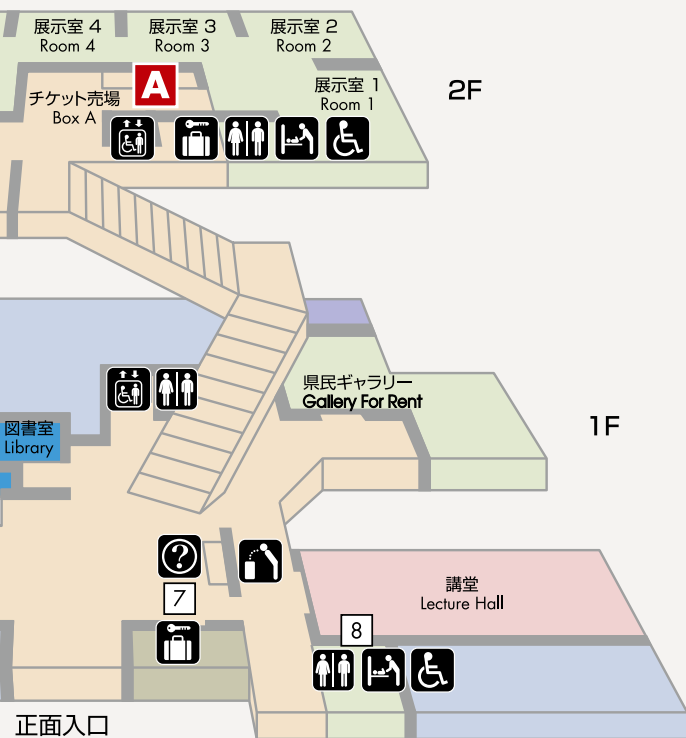 展示室 4
Room 4
展示室 3
Room 3
展示室 2
Room 2
展示室 1
Room 1
チケット売場
Box A
A
2F
県民ギャラリー
Gallery For Rent
1F
図書室
Library
?
7
講堂
Lecture Hall
8
正面入口